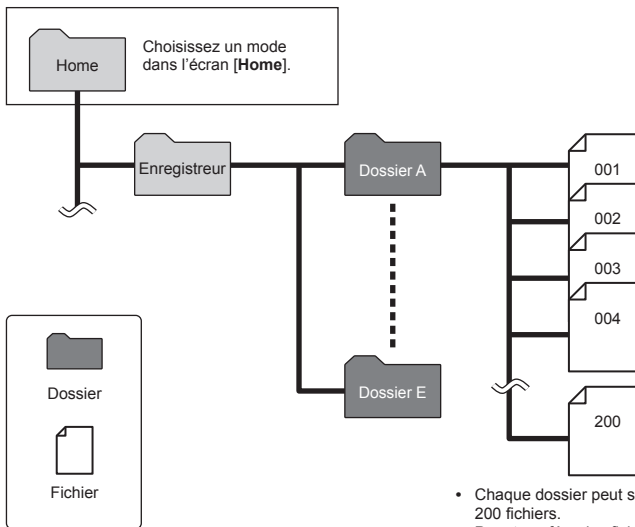 Home
Choisissez un mode
dans l'écran [Home].
Enregistreur
Dossier A
001
002
003
004
Dossier E
200
Dossier
Fichier
• Chaque dossier peut s
200 fichiers.